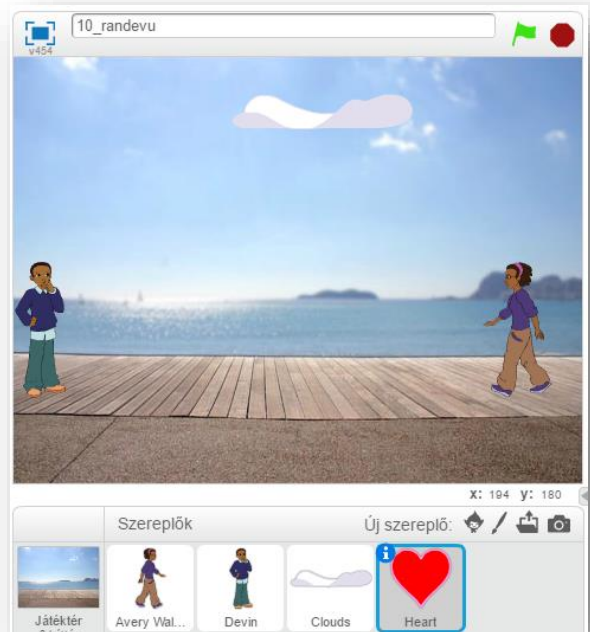 10_randevu
v454
x: 194 y: 180
Szereplők Új szereplő:
Játéktér
Avery Wal... Devin Clouds Heart